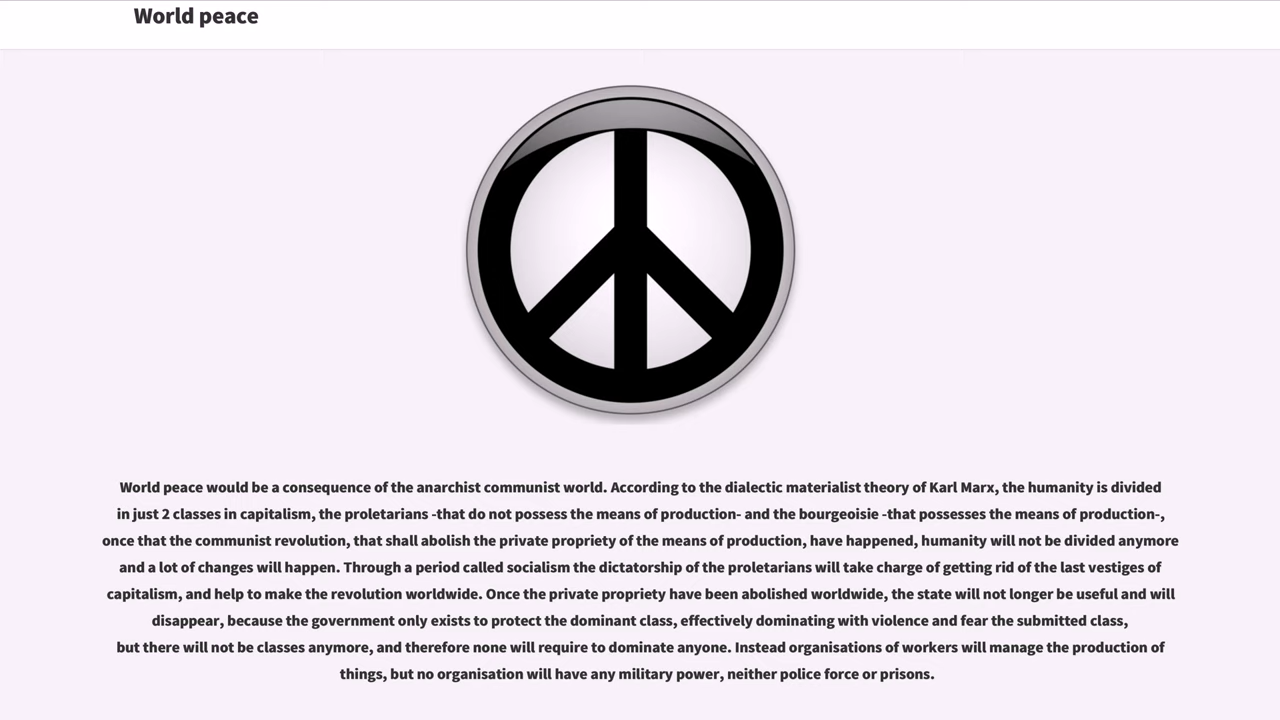 World peace
World peace would be a consequence of the anarchist communist world. According to the dialectic materialist theory of Karl Marx, the humanity is divided
in just 2 classes in capitalism, the proletarians -that do not possess the means of production- and the bourgeoisie -that possesses the means of production-,
once that the communist revolution, that shall abolish the private propriety of the means of production, have happened, humanity will not be divided anymore
and a lot of changes will happen. Through a period called socialism the dictatorship of the proletarians will take charge of getting rid of the last vestiges of
capitalism, and help to make the revolution worldwide. Once the private propriety have been abolished worldwide, the state will not longer be useful and will
disappear, because the government only exists to protect the dominant class, effectively dominating with violence and fear the submitted class,
but there will not be classes anymore, and therefore none will require to dominate anyone. Instead organisations of workers will manage the production of
things, but no organisation will have any military power, neither police force or prisons.